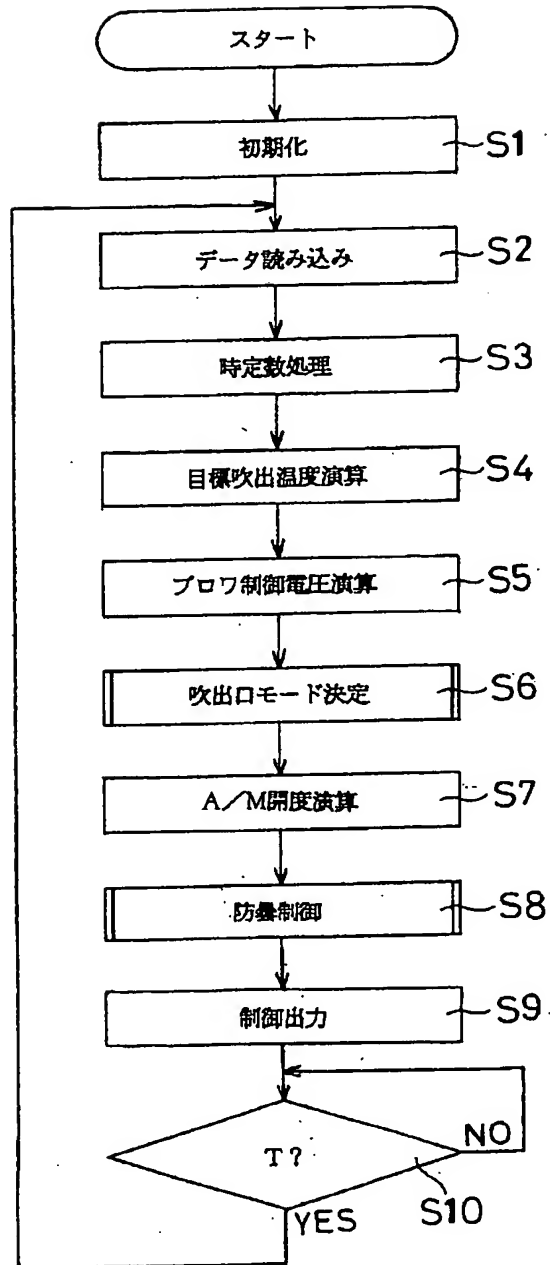 スタート
初期化 S1
データ読み込み S2
時定数処理 S3
目標吹出温度演算 S4
ブロワ制御電圧演算 S5
吹出口モード決定 S6
A/M開度演算 S7
防曇制御 S8
制御出力 S9
T?
NO
S10
YES